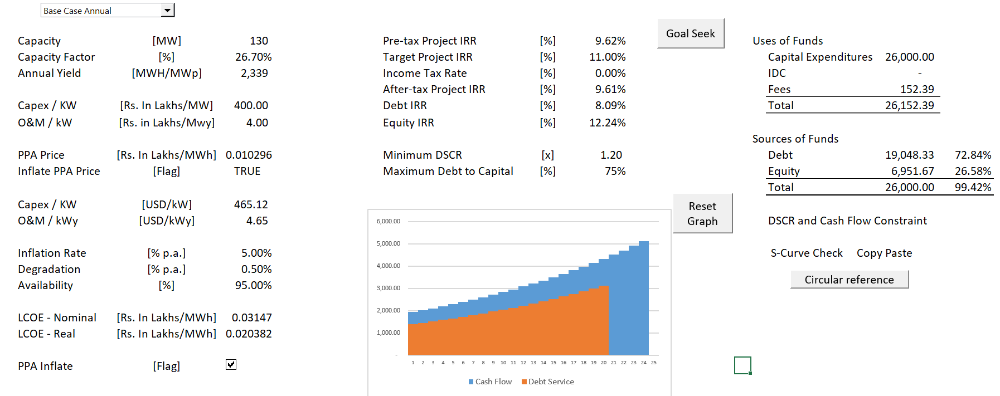 Base Case Annual
Capacity [MW] 130
Capacity Factor [%] 26.70%
Annual Yield [MWH/MWp] 2,339
Capex / KW [Rs. In Lakhs/MW] 400.00
O&M / kW [Rs. in Lakhs/Mwy] 4.00
PPA Price [Rs. In Lakhs/MWh] 0.010296
Inflate PPA Price [Flag] TRUE
Capex / KW [USD/kW] 465.12
O&M / kWy [USD/kWy] 4.65
Inflation Rate [% p.a.] 5.00%
Degradation [% p.a.] 0.50%
Availability [%] 95.00%
LCOE - Nominal [Rs. In Lakhs/MWh] 0.03147
LCOE - Real [Rs. In Lakhs/MWh] 0.020382
PPA Inflate [Flag]
Pre-tax Project IRR [%] 9.62%
Target Project IRR [%] 11.00%
Income Tax Rate [%] 0.00%
After-tax Project IRR [%] 9.61%
Debt IRR [%] 8.09%
Equity IRR [%] 12.24%
Minimum DSCR [x] 1.20
Maximum Debt to Capital [%] 75%
Goal Seek
Reset
Graph
6,000.00
5,000.00
4,000.00
3,000.00
2,000.00
1,000.00
-
1 2 3 4 5 6 7 8 9 10 11 12 13 14 15 16 17 18 19 20 21 22 23 24 25
Cash Flow Debt Service
Uses of Funds
Capital Expenditures 26,000.00
IDC -
Fees 152.39
Total 26,152.39
Sources of Funds
Debt 19,048.33 72.84%
Equity 6,951.67 26.58%
Total 26,000.00 99.42%
DSCR and Cash Flow Constraint
S-Curve Check Copy Paste
Circular reference